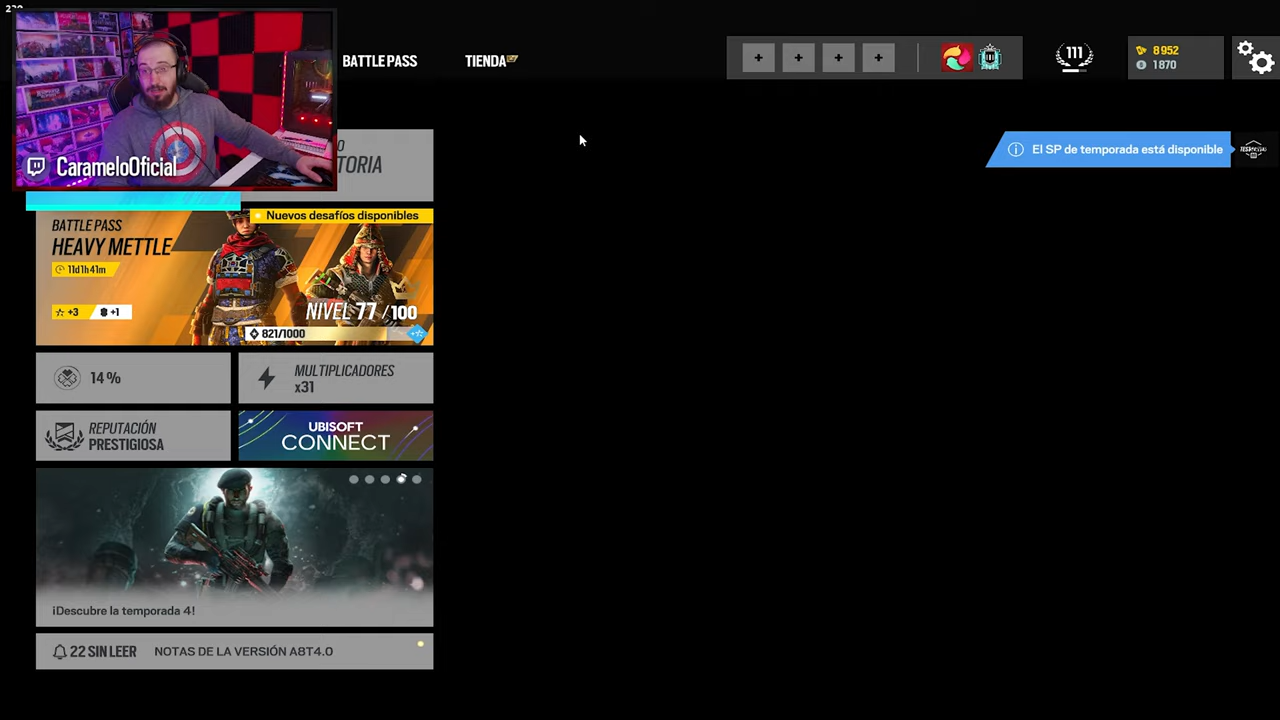 BATTLE PASS
TIENDA
111
8 952
1870
CarameloOficial
TORIA
El SP de temporada está disponible
Nuevos desafíos disponibles
BATTLE PASS
HEAVY METTLE
11d1h41m
+3
+1
NIVEL 77 /100
821/1000
14%
MULTIPLICADORES
x31
REPUTACIÓN
PRESTIGIOSA
UBISOFT
CONNECT
¡Descubre la temporada 4!
22 SIN LEER
NOTAS DE LA VERSIÓN A8T4.0